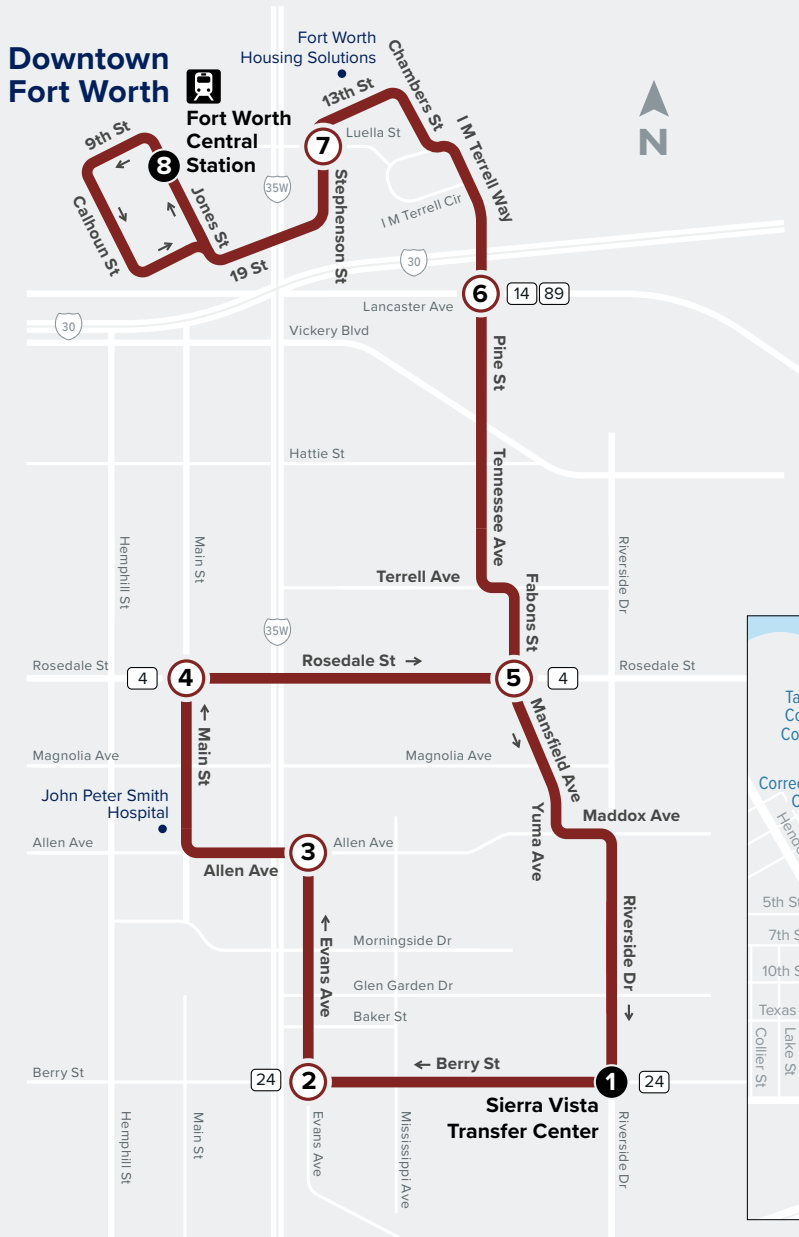 Downtown
Fort Worth
Fort Worth
Housing Solutions
13th St
Chambers St
I M Terrell Way
Luella St
I M Terrell Cir
7
9th St
8
Fort Worth
Central
Station
35W
Jones St
Calhoun St
19 St
Stephenson St
N
30
6
14
89
Lancaster Ave
30
Vickery Blvd
Pine St
Hattie St
Tennessee Ave
Hemphill St
Main St
Riverside Dr
Terrell Ave
Fabons St
35W
Rosedale St
4
4
Rosedale St
5
4
Rosedale St
Main St
Magnolia Ave
Magnolia Ave
Mansfield Ave
John Peter Smith
Hospital
Yuma Ave
Maddox Ave
Allen Ave
Allen Ave
3
Allen Ave
Evans Ave
Riverside Dr
Morningside Dr
Glen Garden Dr
Baker St
Berry St
24
2
Berry St
1
24
Sierra Vista
Transfer Center
Hemphill St
Main St
Evans Ave
Mississippi Ave
Riverside Dr
Ta
Co
Co
Corre
C
Hend
5th St
7th S
10th S
Texas
Collier St
Lake St